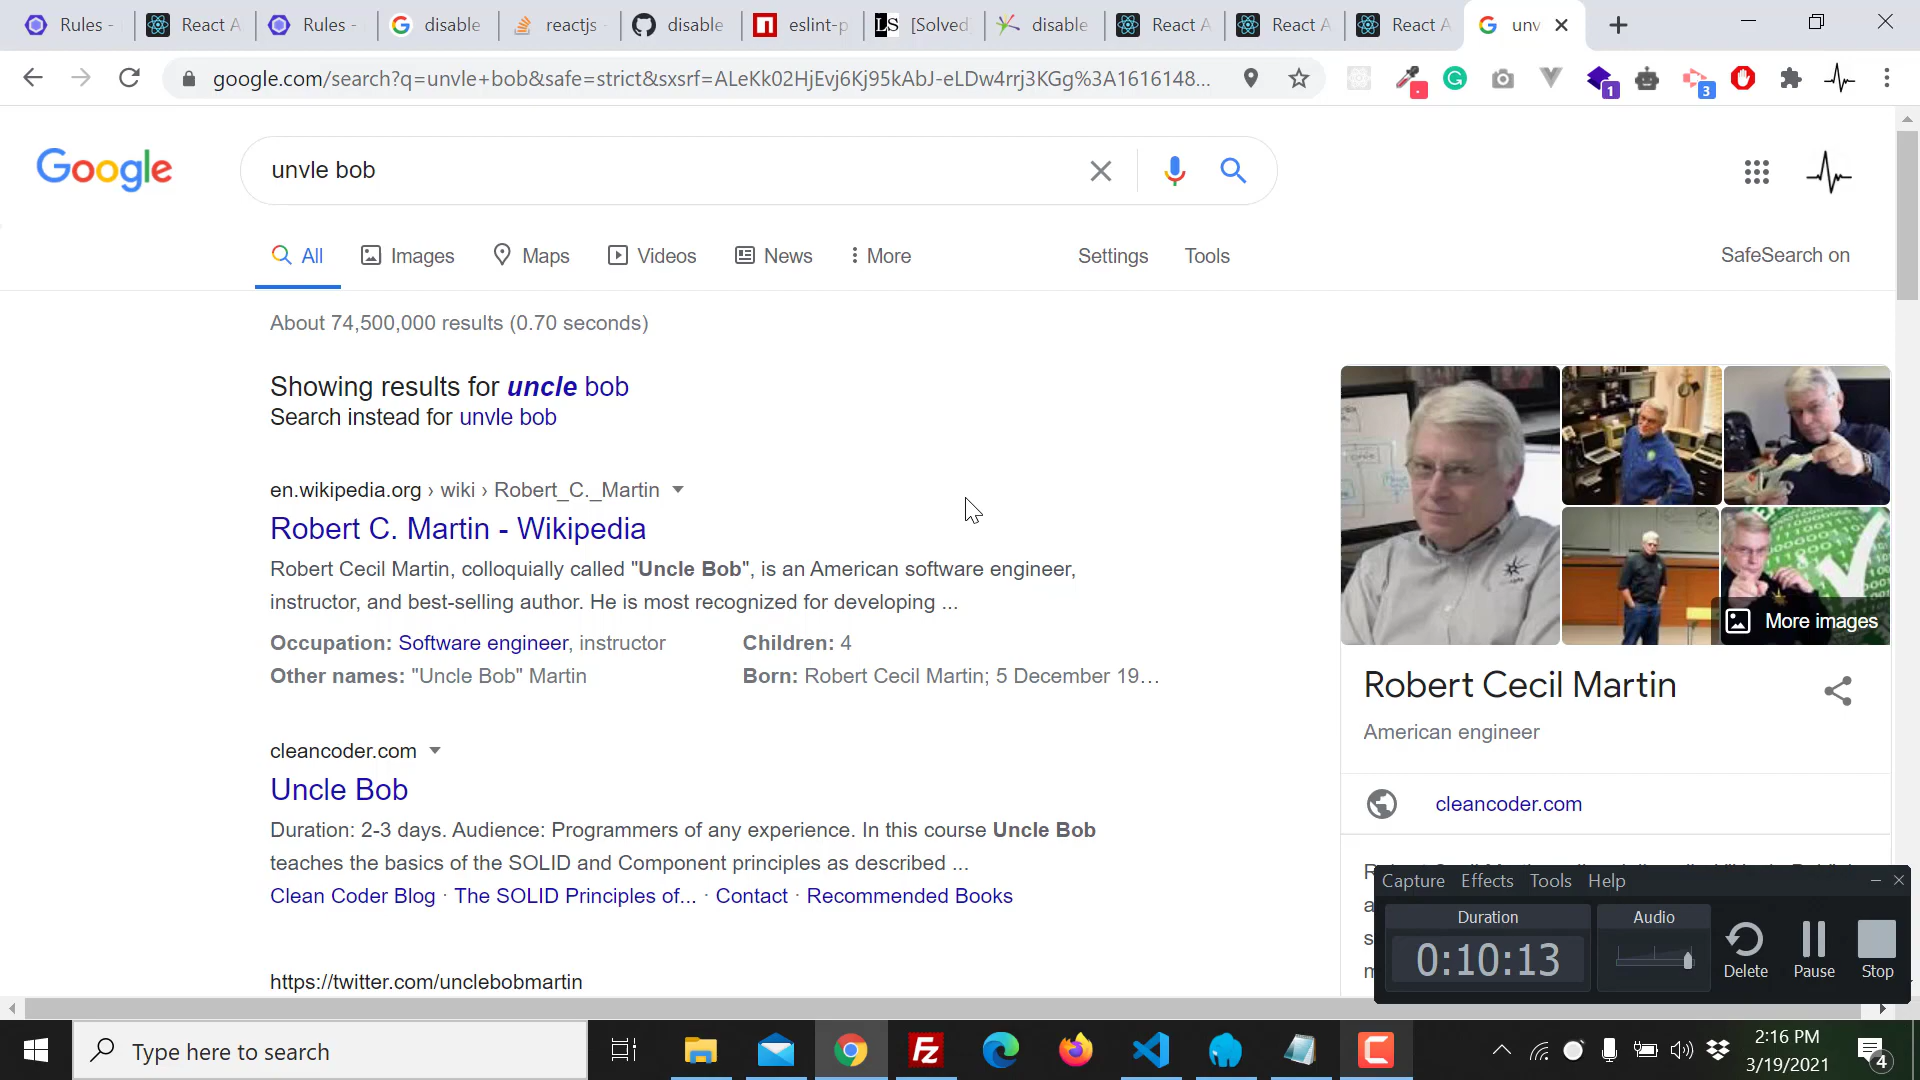 Rules -
React A
Rules -
disable
reactjs -
disable
eslint-p
LS [Solved]
disable
React A
React A
React A
unv
google.com/search?q=unvle+bob&safe=strict&sxsrf=ALeKk02HjEvj6Kj95kAbJ-eLDw4rrj3KGg%3A1616148...
1
3
Google
unvle bob
All
Images
Maps
Videos
News
More
Settings
Tools
SafeSearch on
About 74,500,000 results (0.70 seconds)
Showing results for uncle bob
Search instead for unvle bob
en.wikipedia.org › wiki › Robert_C._Martin
Robert C. Martin - Wikipedia
Robert Cecil Martin, colloquially called "Uncle Bob", is an American software engineer,
instructor, and best-selling author. He is most recognized for developing ...
Occupation: Software engineer, instructor
Children: 4
Other names: "Uncle Bob" Martin
Born: Robert Cecil Martin; 5 December 19...
cleancoder.com
Uncle Bob
Duration: 2-3 days. Audience: Programmers of any experience. In this course Uncle Bob
teaches the basics of the SOLID and Component principles as described ...
Clean Coder Blog · The SOLID Principles of... · Contact · Recommended Books
https://twitter.com/unclebobmartin
More images
Robert Cecil Martin
American engineer
cleancoder.com
Capture Effects Tools Help
Duration
0:10:13
Audio
Delete
Pause
Stop
Type here to search
2:16 PM
3/19/2021
4